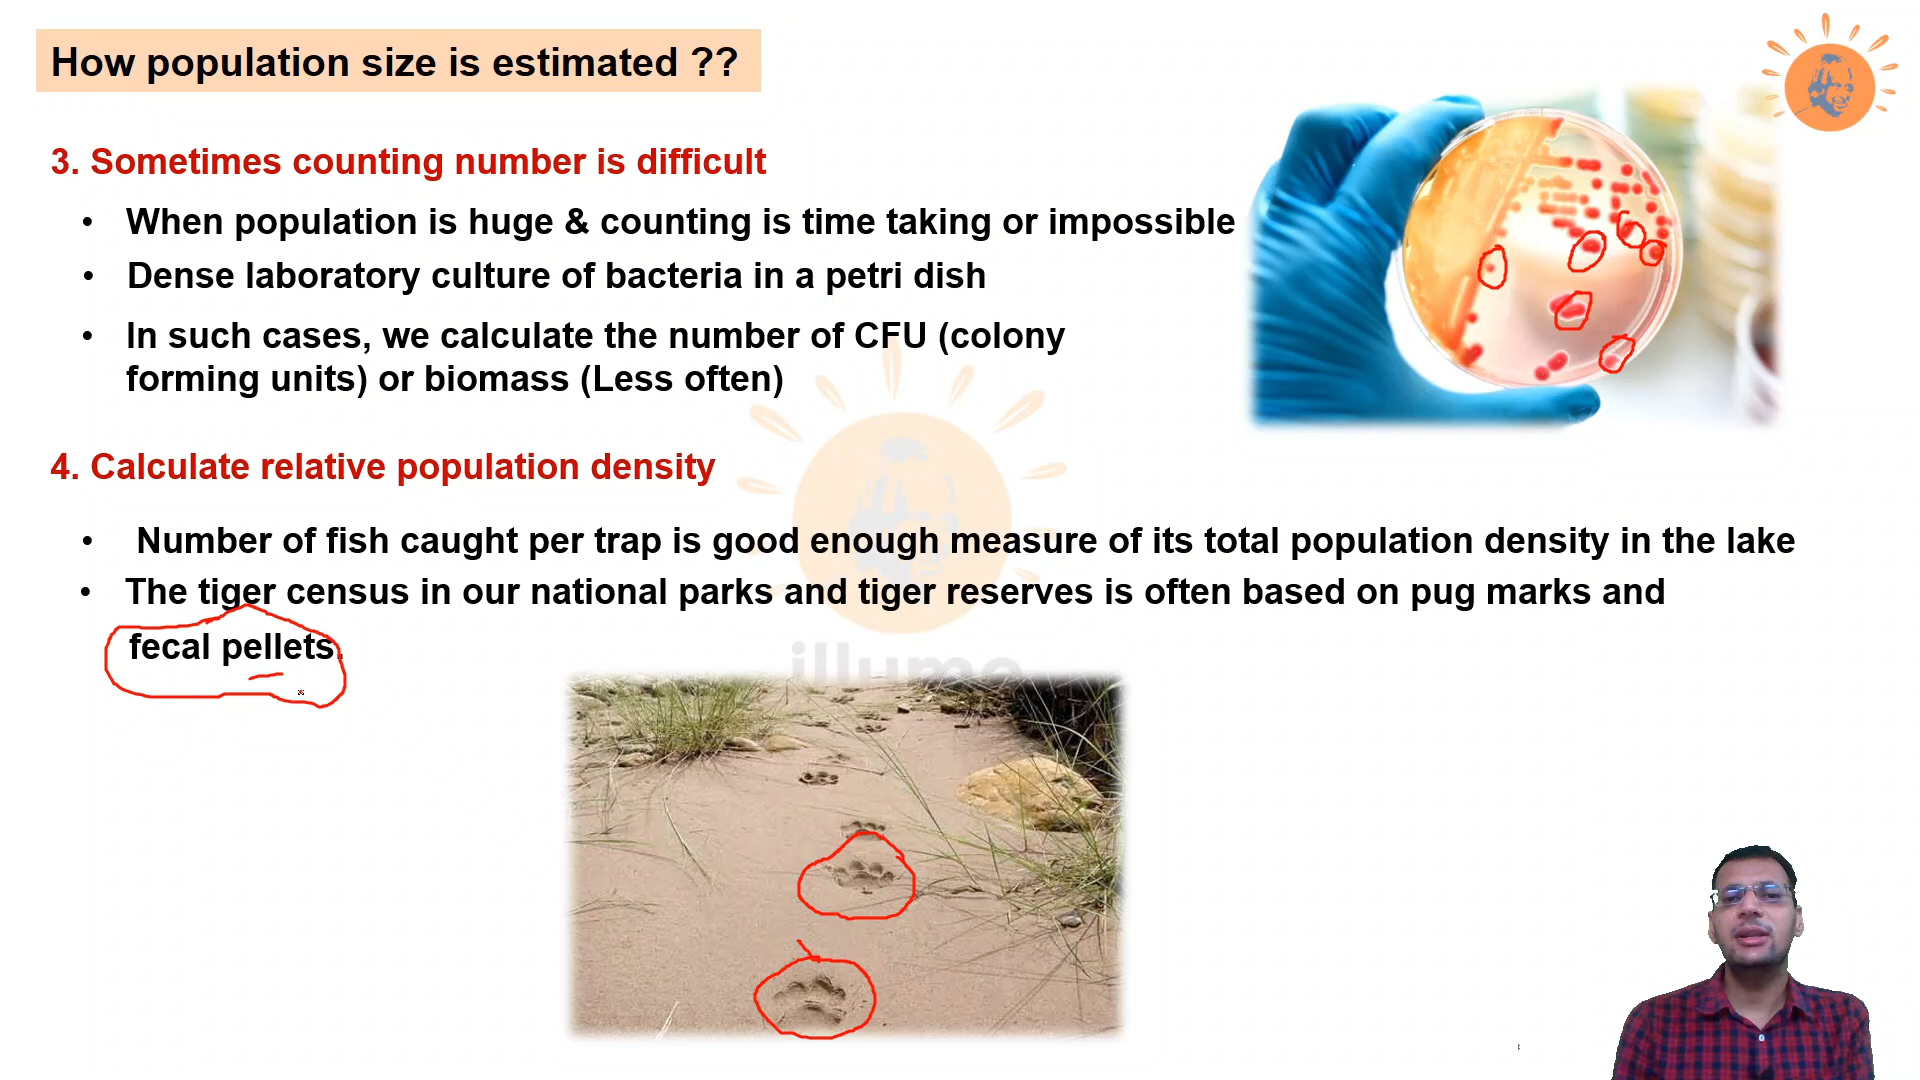 How population size is estimated ??
3. Sometimes counting number is difficult
• When population is huge & counting is time taking or impossible
• Dense laboratory culture of bacteria in a petri dish
• In such cases, we calculate the number of CFU (colony
forming units) or biomass (Less often)
4. Calculate relative population density
• Number of fish caught per trap is good enough measure of its total population density in the lake
• The tiger census in our national parks and tiger reserves is often based on pug marks and
fecal pellets.
illume